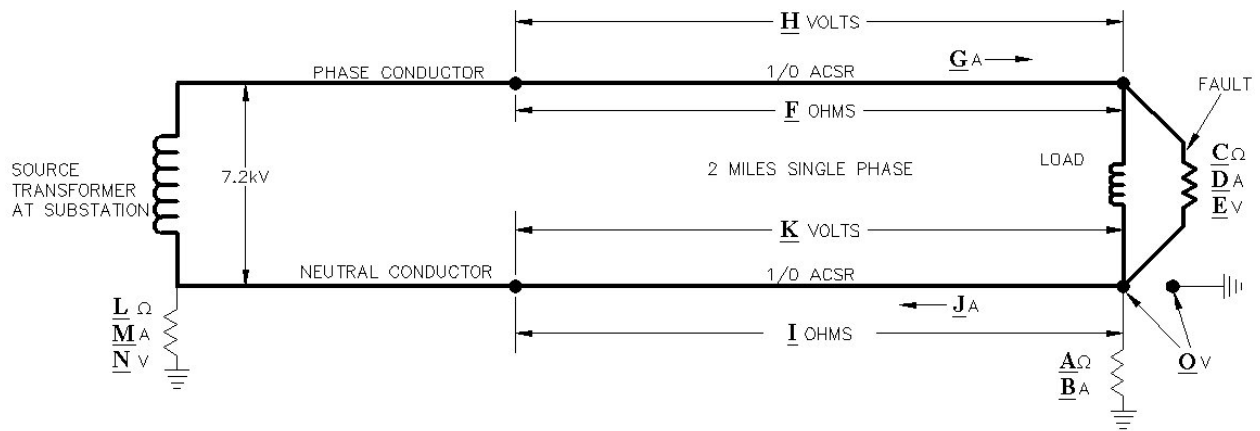 H VOLTS
G A
PHASE CONDUCTOR
1/0 ACSR
FAULT
F OHMS
SOURCE
TRANSFORMER
AT SUBSTATION
7.2kV
2 MILES SINGLE PHASE
LOAD
C Ω
D A
E V
K VOLTS
NEUTRAL CONDUCTOR
1/0 ACSR
L Ω
M A
N V
J A
I OHMS
A Ω
B A
O V